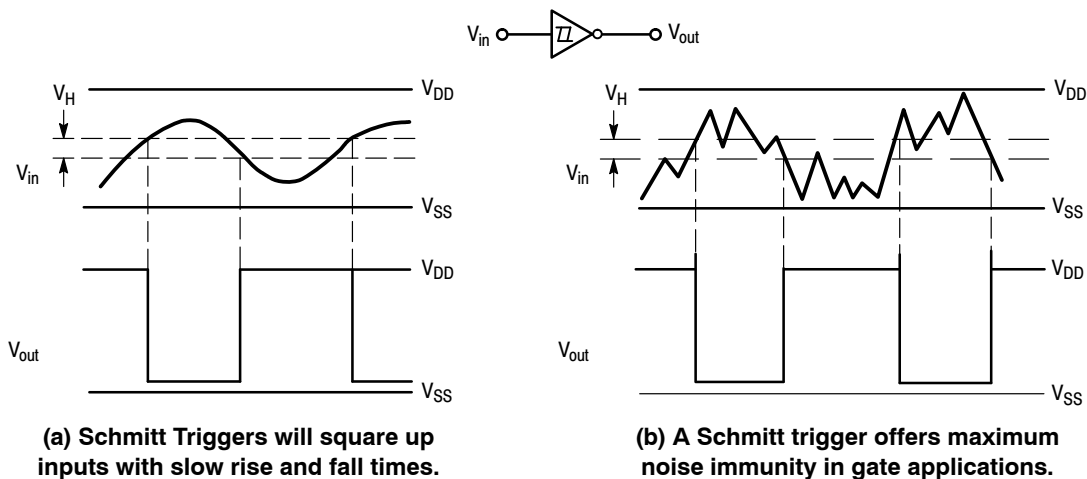 Vin
Vout
VH
VDD
Vin
VSS
VDD
Vout
VSS
(a) Schmitt Triggers will square up
inputs with slow rise and fall times.
VH
VDD
Vin
VSS
VDD
Vout
VSS
(b) A Schmitt trigger offers maximum
noise immunity in gate applications.